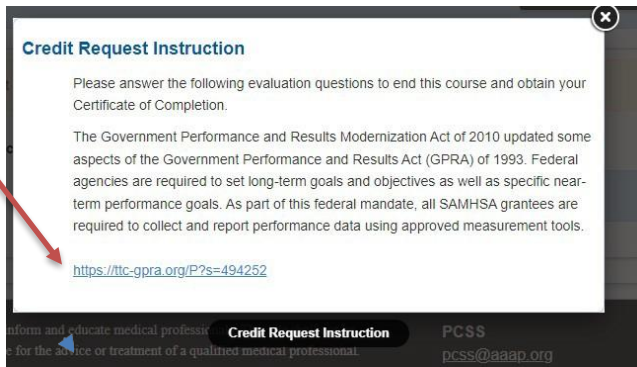 Credit Request Instruction
Please answer the following evaluation questions to end this course and obtain your
Certificate of Completion.
The Government Performance and Results Modernization Act of 2010 updated some
aspects of the Government Performance and Results Act (GPRA) of 1993. Federal
agencies are required to set long-term goals and objectives as well as specific near-
term performance goals. As part of this federal mandate, all SAMHSA grantees are
required to collect and report performance data using approved measurement tools.
https://ttc-gpra.org/P?s=494252
inform and educate medical
Credit Request Instruction
PCSS
for the advice or treatment of a qualified medical professional.
pcss@aaap.org